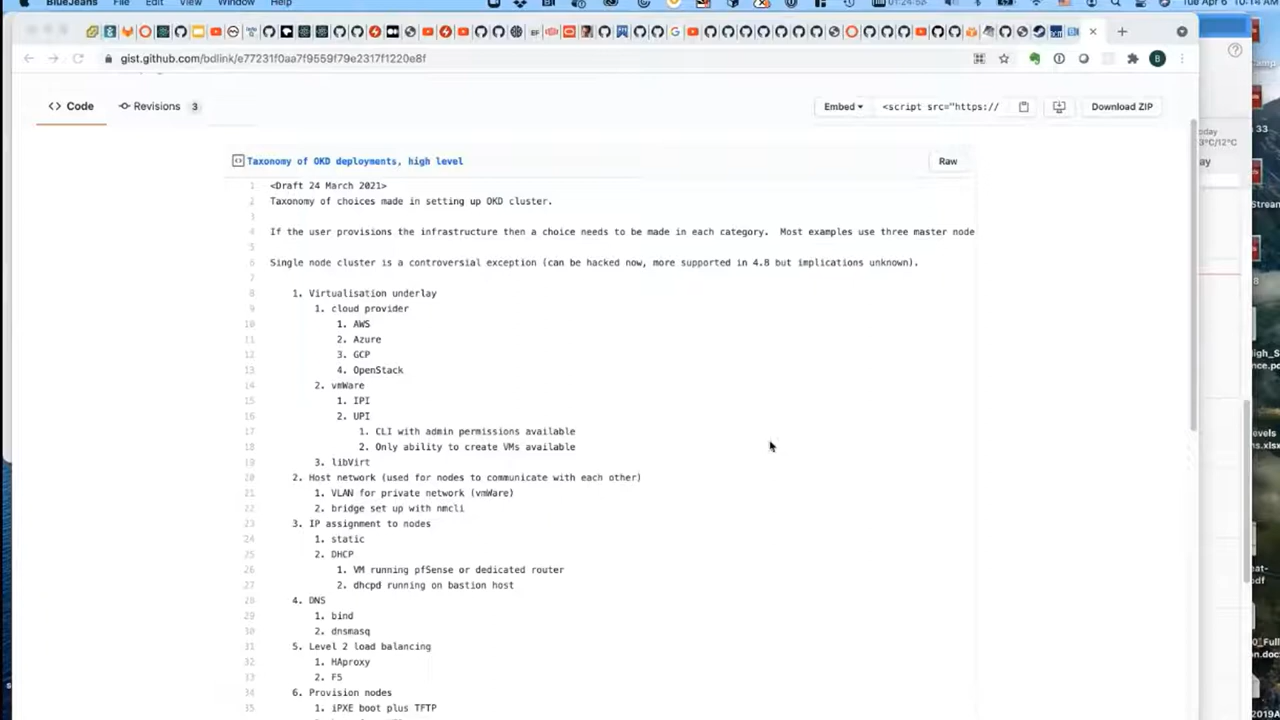 BlueJeans File Edit View Window Help 01:24:58 Tue Apr 6 10:14 AM
gist.github.com/bdlink/e77231f0aa7f9559f79e2317f1220e8f
B
<> Code Revisions 3 Embed <script src="https:// Download ZIP
Taxonomy of OKD deployments, high level Raw
1 <Draft 24 March 2021>
2 Taxonomy of choices made in setting up OKD cluster.
3
4 If the user provisions the infrastructure then a choice needs to be made in each category. Most examples use three master node
5
6 Single node cluster is a controversial exception (can be hacked now, more supported in 4.8 but implications unknown).
7
8 1. Virtualisation underlay
9 1. cloud provider
10 1. AWS
11 2. Azure
12 3. GCP
13 4. OpenStack
14 2. vmWare
15 1. IPI
16 2. UPI
17 1. CLI with admin permissions available
18 2. Only ability to create VMs available
19 3. libVirt
20 2. Host network (used for nodes to communicate with each other)
21 1. VLAN for private network (vmWare)
22 2. bridge set up with nmcli
23 3. IP assignment to nodes
24 1. static
25 2. DHCP
26 1. VM running pfSense or dedicated router
27 2. dhcpd running on bastion host
28 4. DNS
29 1. bind
30 2. dnsmasq
31 5. Level 2 load balancing
32 1. HAproxy
33 2. F5
34 6. Provision nodes
35 1. iPXE boot plus TFTP